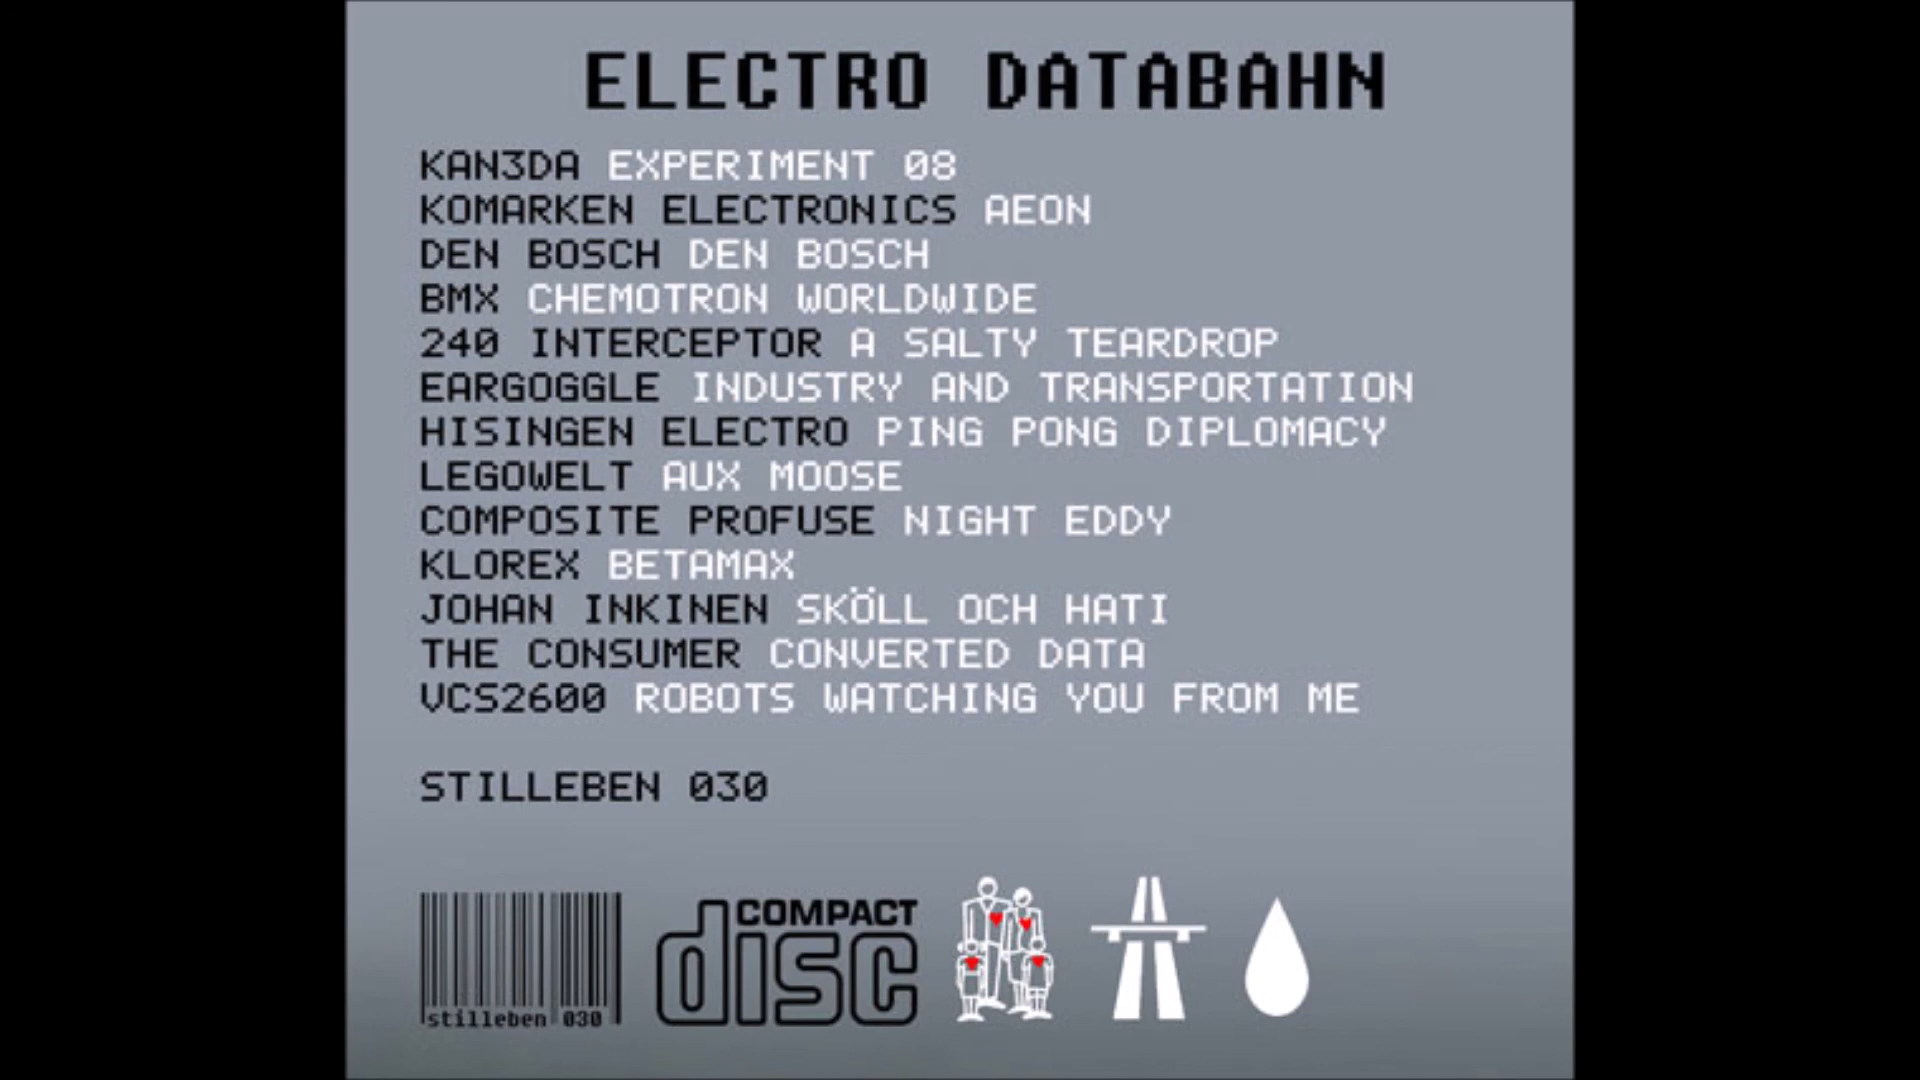 ELECTRO DATABAHN
KAN3DA EXPERIMENT 08
KOMARKEN ELECTRONICS AEON
DEN BOSCH DEN BOSCH
BMX CHEMOTRON WORLDWIDE
240 INTERCEPTOR A SALTY TEARDROP
EARGOGGLE INDUSTRY AND TRANSPORTATION
HISINGEN ELECTRO PING PONG DIPLOMACY
LEGOWELT AUX MOOSE
COMPOSITE PROFUSE NIGHT EDDY
KLOREX BETAMAX
JOHAN INKINEN SKÖLL OCH HATI
THE CONSUMER CONVERTED DATA
VCS2600 ROBOTS WATCHING YOU FROM ME
STILLEBEN 030
stilleben 030
COMPACT
disc